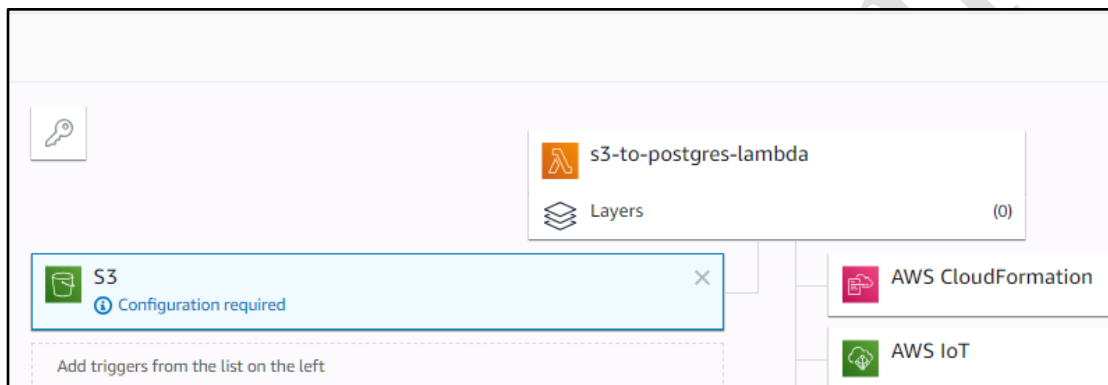 s3-to-postgres-lambda
Layers (0)
S3
Configuration required
AWS CloudFormation
Add triggers from the list on the left
AWS IoT